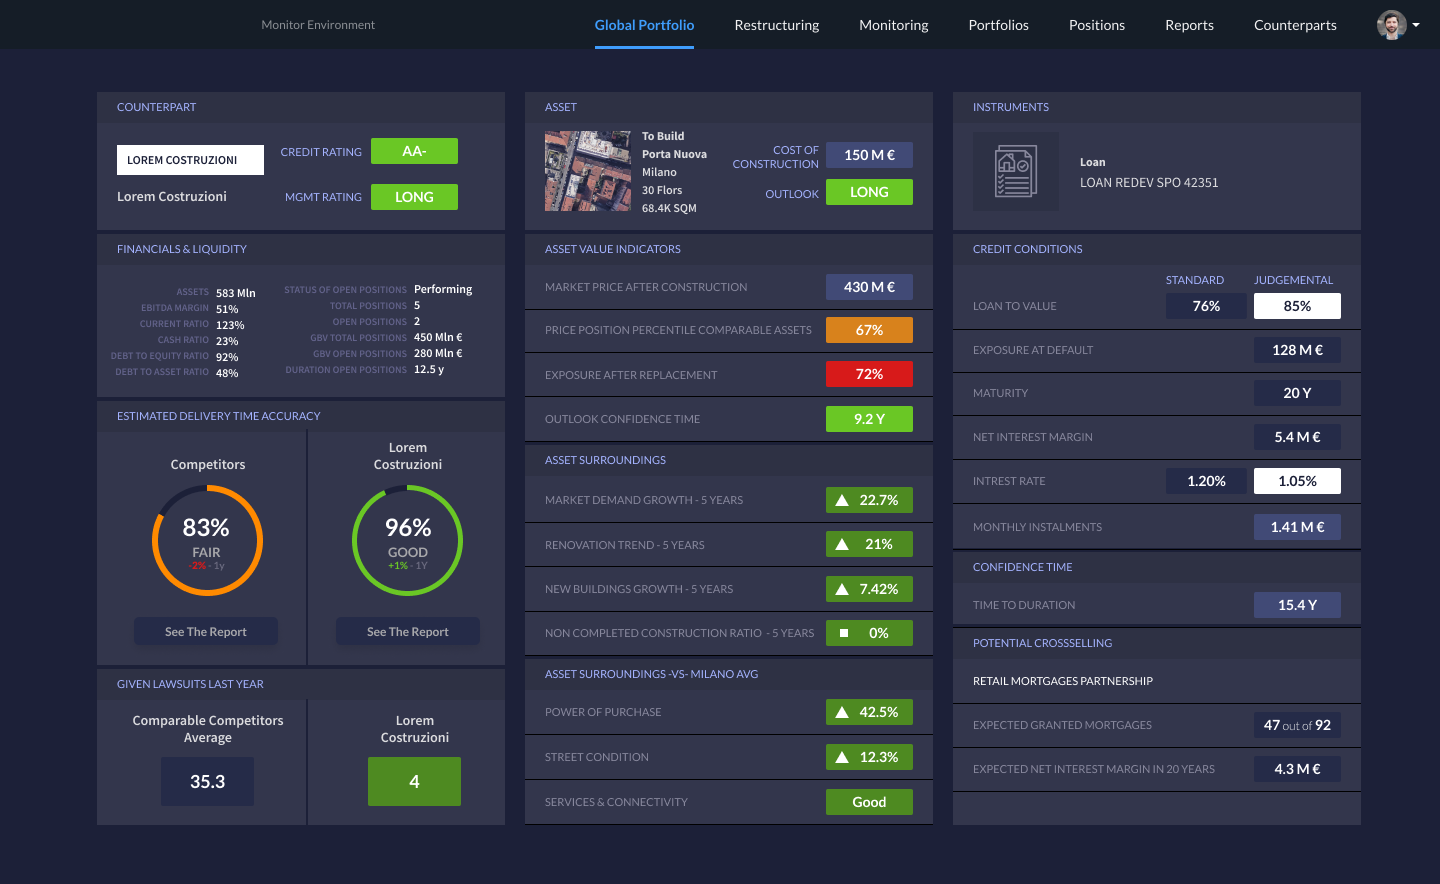 Monitor Environment
Global Portfolio
Restructuring
Monitoring
Portfolios
Positions
Reports
Counterparts
COUNTERPART
LOREM COSTRUZIONI
CREDIT RATING
AA-
Lorem Costruzioni
MGMT RATING
LONG
FINANCIALS & LIQUIDITY
ASSETS 583 Mln
EBITDA MARGIN 51%
CURRENT RATIO 123%
CASH RATIO 23%
DEBT TO EQUITY RATIO 92%
DEBT TO ASSET RATIO 48%
STATUS OF OPEN POSITIONS Performing
TOTAL POSITIONS 5
OPEN POSITIONS 2
GBV TOTAL POSITIONS 450 Mln €
GBV OPEN POSITIONS 280 Mln €
DURATION OPEN POSITIONS 12.5 y
ESTIMATED DELIVERY TIME ACCURACY
Competitors
83%
FAIR
-2% - 1y
See The Report
Lorem
Costruzioni
96%
GOOD
+1% - 1Y
See The Report
GIVEN LAWSUITS LAST YEAR
Comparable Competitors
Average
35.3
Lorem
Costruzioni
4
ASSET
To Build
Porta Nuova
Milano
30 Flors
68.4K SQM
COST OF
CONSTRUCTION
150 M €
OUTLOOK
LONG
ASSET VALUE INDICATORS
MARKET PRICE AFTER CONSTRUCTION 430 M €
PRICE POSITION PERCENTILE COMPARABLE ASSETS 67%
EXPOSURE AFTER REPLACEMENT 72%
OUTLOOK CONFIDENCE TIME 9.2 Y
ASSET SURROUNDINGS
MARKET DEMAND GROWTH - 5 YEARS 22.7%
RENOVATION TREND - 5 YEARS 21%
NEW BUILDINGS GROWTH - 5 YEARS 7.42%
NON COMPLETED CONSTRUCTION RATIO - 5 YEARS 0%
ASSET SURROUNDINGS -VS- MILANO AVG
POWER OF PURCHASE 42.5%
STREET CONDITION 12.3%
SERVICES & CONNECTIVITY Good
INSTRUMENTS
Loan
LOAN REDEV SPO 42351
CREDIT CONDITIONS
STANDARD JUDGEMENTAL
LOAN TO VALUE 76% 85%
EXPOSURE AT DEFAULT 128 M €
MATURITY 20 Y
NET INTEREST MARGIN 5.4 M €
INTREST RATE 1.20% 1.05%
MONTHLY INSTALMENTS 1.41 M €
CONFIDENCE TIME
TIME TO DURATION 15.4 Y
POTENTIAL CROSSSELLING
RETAIL MORTGAGES PARTNERSHIP
EXPECTED GRANTED MORTGAGES 47 out of 92
EXPECTED NET INTEREST MARGIN IN 20 YEARS 4.3 M €